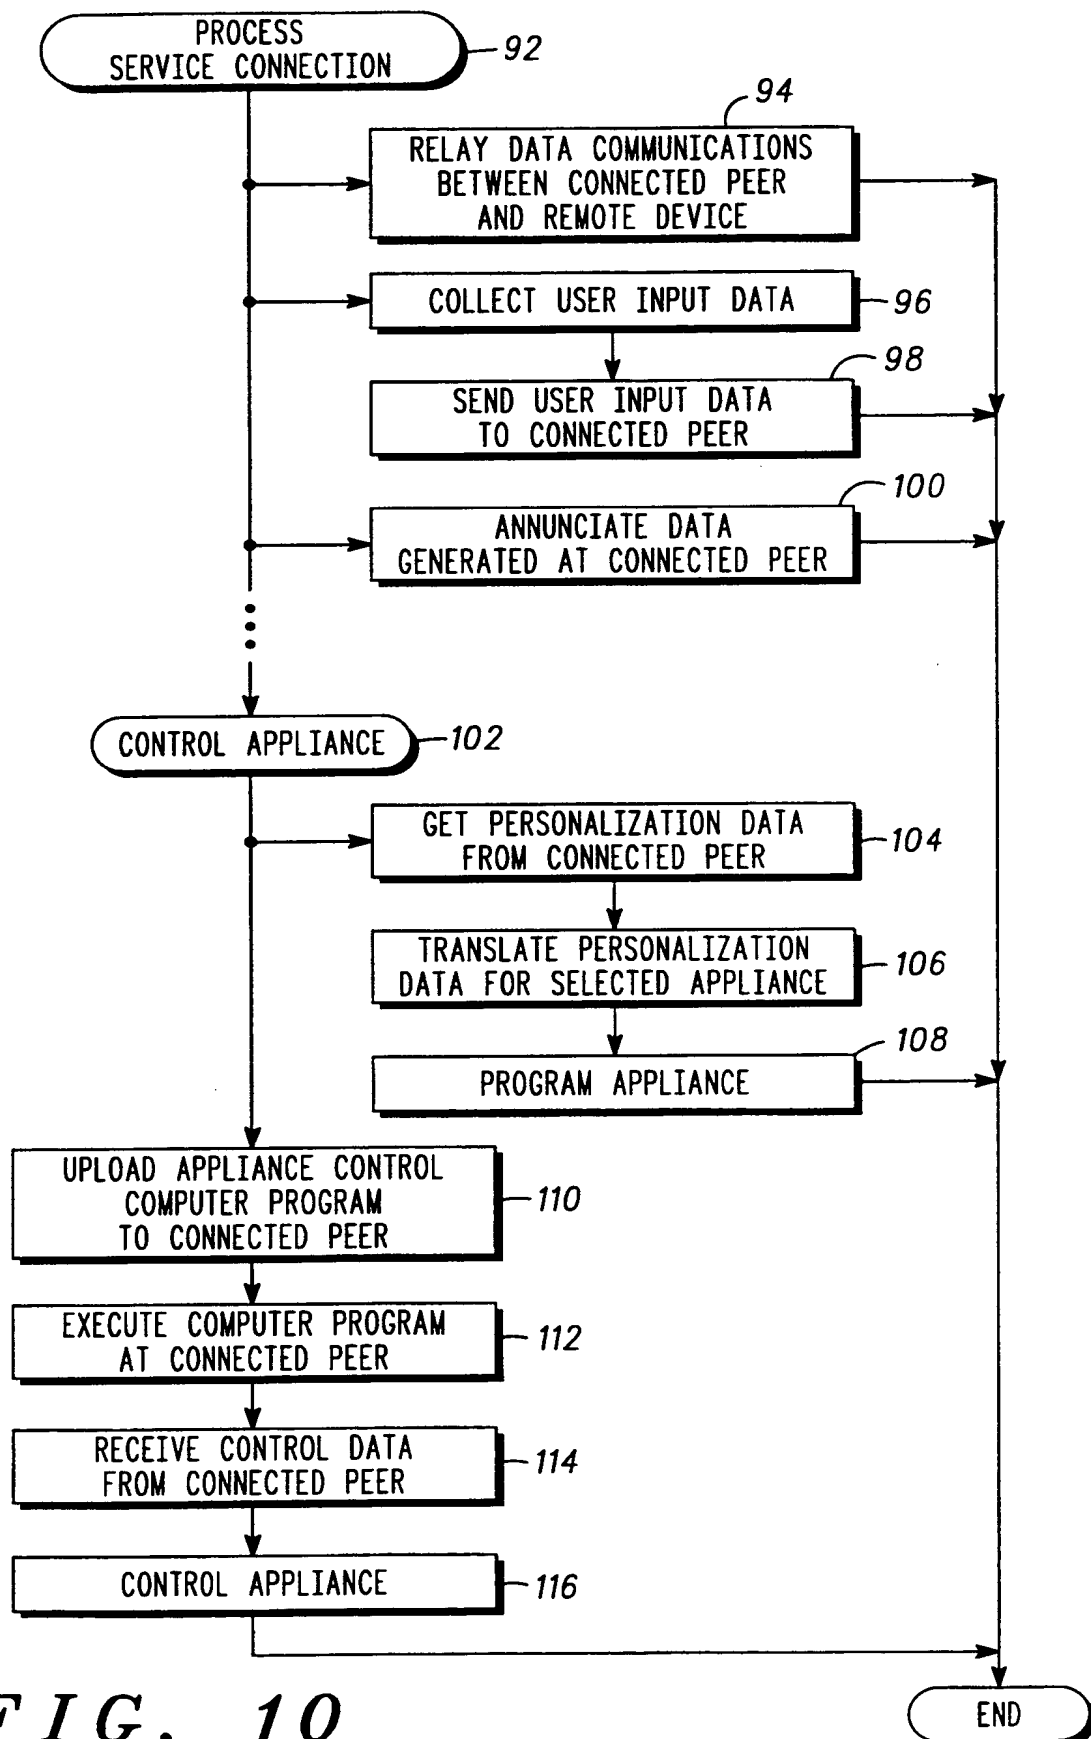 PROCESS
SERVICE CONNECTION
92
94
RELAY DATA COMMUNICATIONS
BETWEEN CONNECTED PEER
AND REMOTE DEVICE
COLLECT USER INPUT DATA
96
98
SEND USER INPUT DATA
TO CONNECTED PEER
100
ANNUNCIATE DATA
GENERATED AT CONNECTED PEER
CONTROL APPLIANCE
102
GET PERSONALIZATION DATA
FROM CONNECTED PEER
104
TRANSLATE PERSONALIZATION
DATA FOR SELECTED APPLIANCE
106
108
PROGRAM APPLIANCE
UPLOAD APPLIANCE CONTROL
COMPUTER PROGRAM
TO CONNECTED PEER
110
EXECUTE COMPUTER PROGRAM
AT CONNECTED PEER
112
RECEIVE CONTROL DATA
FROM CONNECTED PEER
114
CONTROL APPLIANCE
116
END
FIG. 10